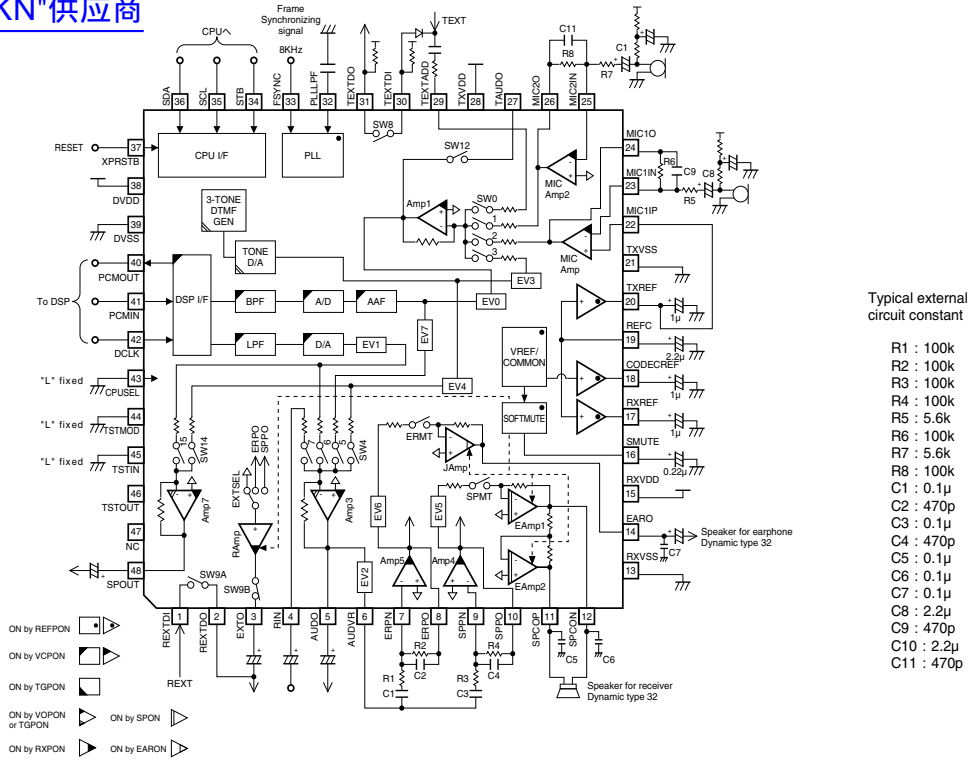 KN"供应商
CPUへ
Frame
Synchronizing
signal
8KHz
TEXT
C11
R8
R7
C1
SDA
SCL
STB
FSYNC
PLLLPF
TEXTDO
TEXTDI
TEXTADD
TXVDD
TAUDO
MIC2O
MIC2IN
36
35
34
33
32
31
30
29
28
27
26
25
RESET
37
XPRSTB
38
DVDD
39
DVSS
40
PCMOUT
To DSP
41
PCMIN
42
DCLK
"L" fixed
43
CPUSEL
"L" fixed
44
TSTMOD
"L" fixed
45
TSTIN
46
TSTOUT
47
NC
48
SPOUT
CPU I/F
PLL
SW8
SW12
MIC
Amp2
3-TONE
DTMF
GEN
TONE
D/A
Amp1
SW0
1
2
3
MIC
Amp
EV3
DSP I/F
BPF
A/D
AAF
EV0
LPF
D/A
EV1
EV7
EV4
VREF/
COMMON
SOFTMUTE
15
SW14
7
6
5
SW4
ERMT
JAmp
SPMT
EAmp1
EAmp2
EV6
EV5
EV2
Amp5
Amp4
Amp7
Amp3
RAmp
EXTSEL
ERPO
SPPO
SW9A
SW9B
MIC1O
24
R6
C9
C8
R5
MIC1IN
23
MIC1IP
22
TXVSS
21
TXREF
20
1µ
REFC
19
2.2µ
CODECREF
18
1µ
RXREF
17
1µ
SMUTE
16
0.22µ
RXVDD
15
EARO
14
C7
Speaker for earphone
Dynamic type 32
RXVSS
13
1
2
3
4
5
6
7
8
9
10
11
12
REXTDI
REXTDO
EXTO
RIN
AUDO
AUDVR
ERPN
ERPO
SPPN
SPPO
SPCOP
SPCON
REXT
R2
C2
R1
C1
R4
C4
R3
C3
C5
C6
Speaker for receiver
Dynamic type 32
ON by REFPON
ON by VCPON
ON by TGPON
ON by VOPON
or TGPON
ON by SPON
ON by RXPON
ON by EARON
Typical external
circuit constant
R1 : 100k
R2 : 100k
R3 : 100k
R4 : 100k
R5 : 5.6k
R6 : 100k
R7 : 5.6k
R8 : 100k
C1 : 0.1µ
C2 : 470p
C3 : 0.1µ
C4 : 470p
C5 : 0.1µ
C6 : 0.1µ
C7 : 0.1µ
C8 : 2.2µ
C9 : 470p
C10 : 2.2µ
C11 : 470p